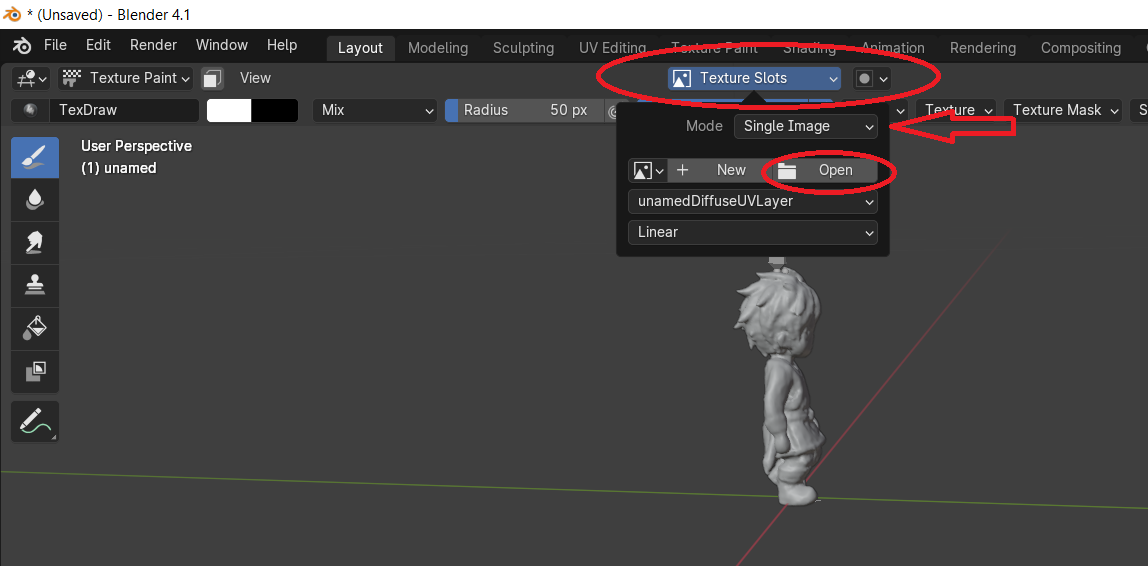 * (Unsaved) - Blender 4.1
File Edit Render Window Help Layout Modeling Sculpting UV Editing Texture Paint Shading Animation Rendering Compositing
Texture Paint View Texture Slots
TexDraw Mix Radius 50 px Texture Texture Mask S
Mode Single Image
User Perspective
(1) unamed
+ New Open
unamedDiffuseUVLayer
Linear